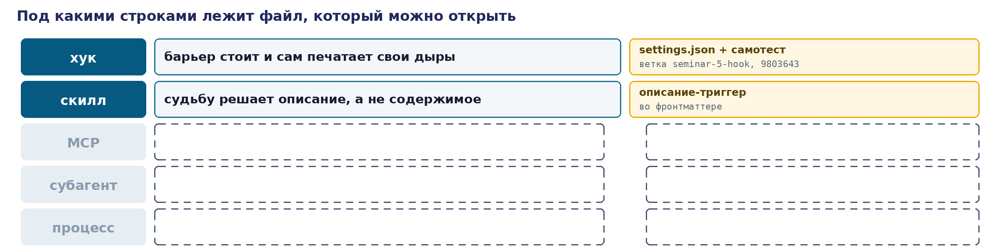 Под какими строками лежит файл, который можно открыть
хук
барьер стоит и сам печатает свои дыры
settings.json + самотест
ветка seminar-5-hook, 9803643
скилл
судьбу решает описание, а не содержимое
описание-триггер
во фронтматтере
MCP
субагент
процесс